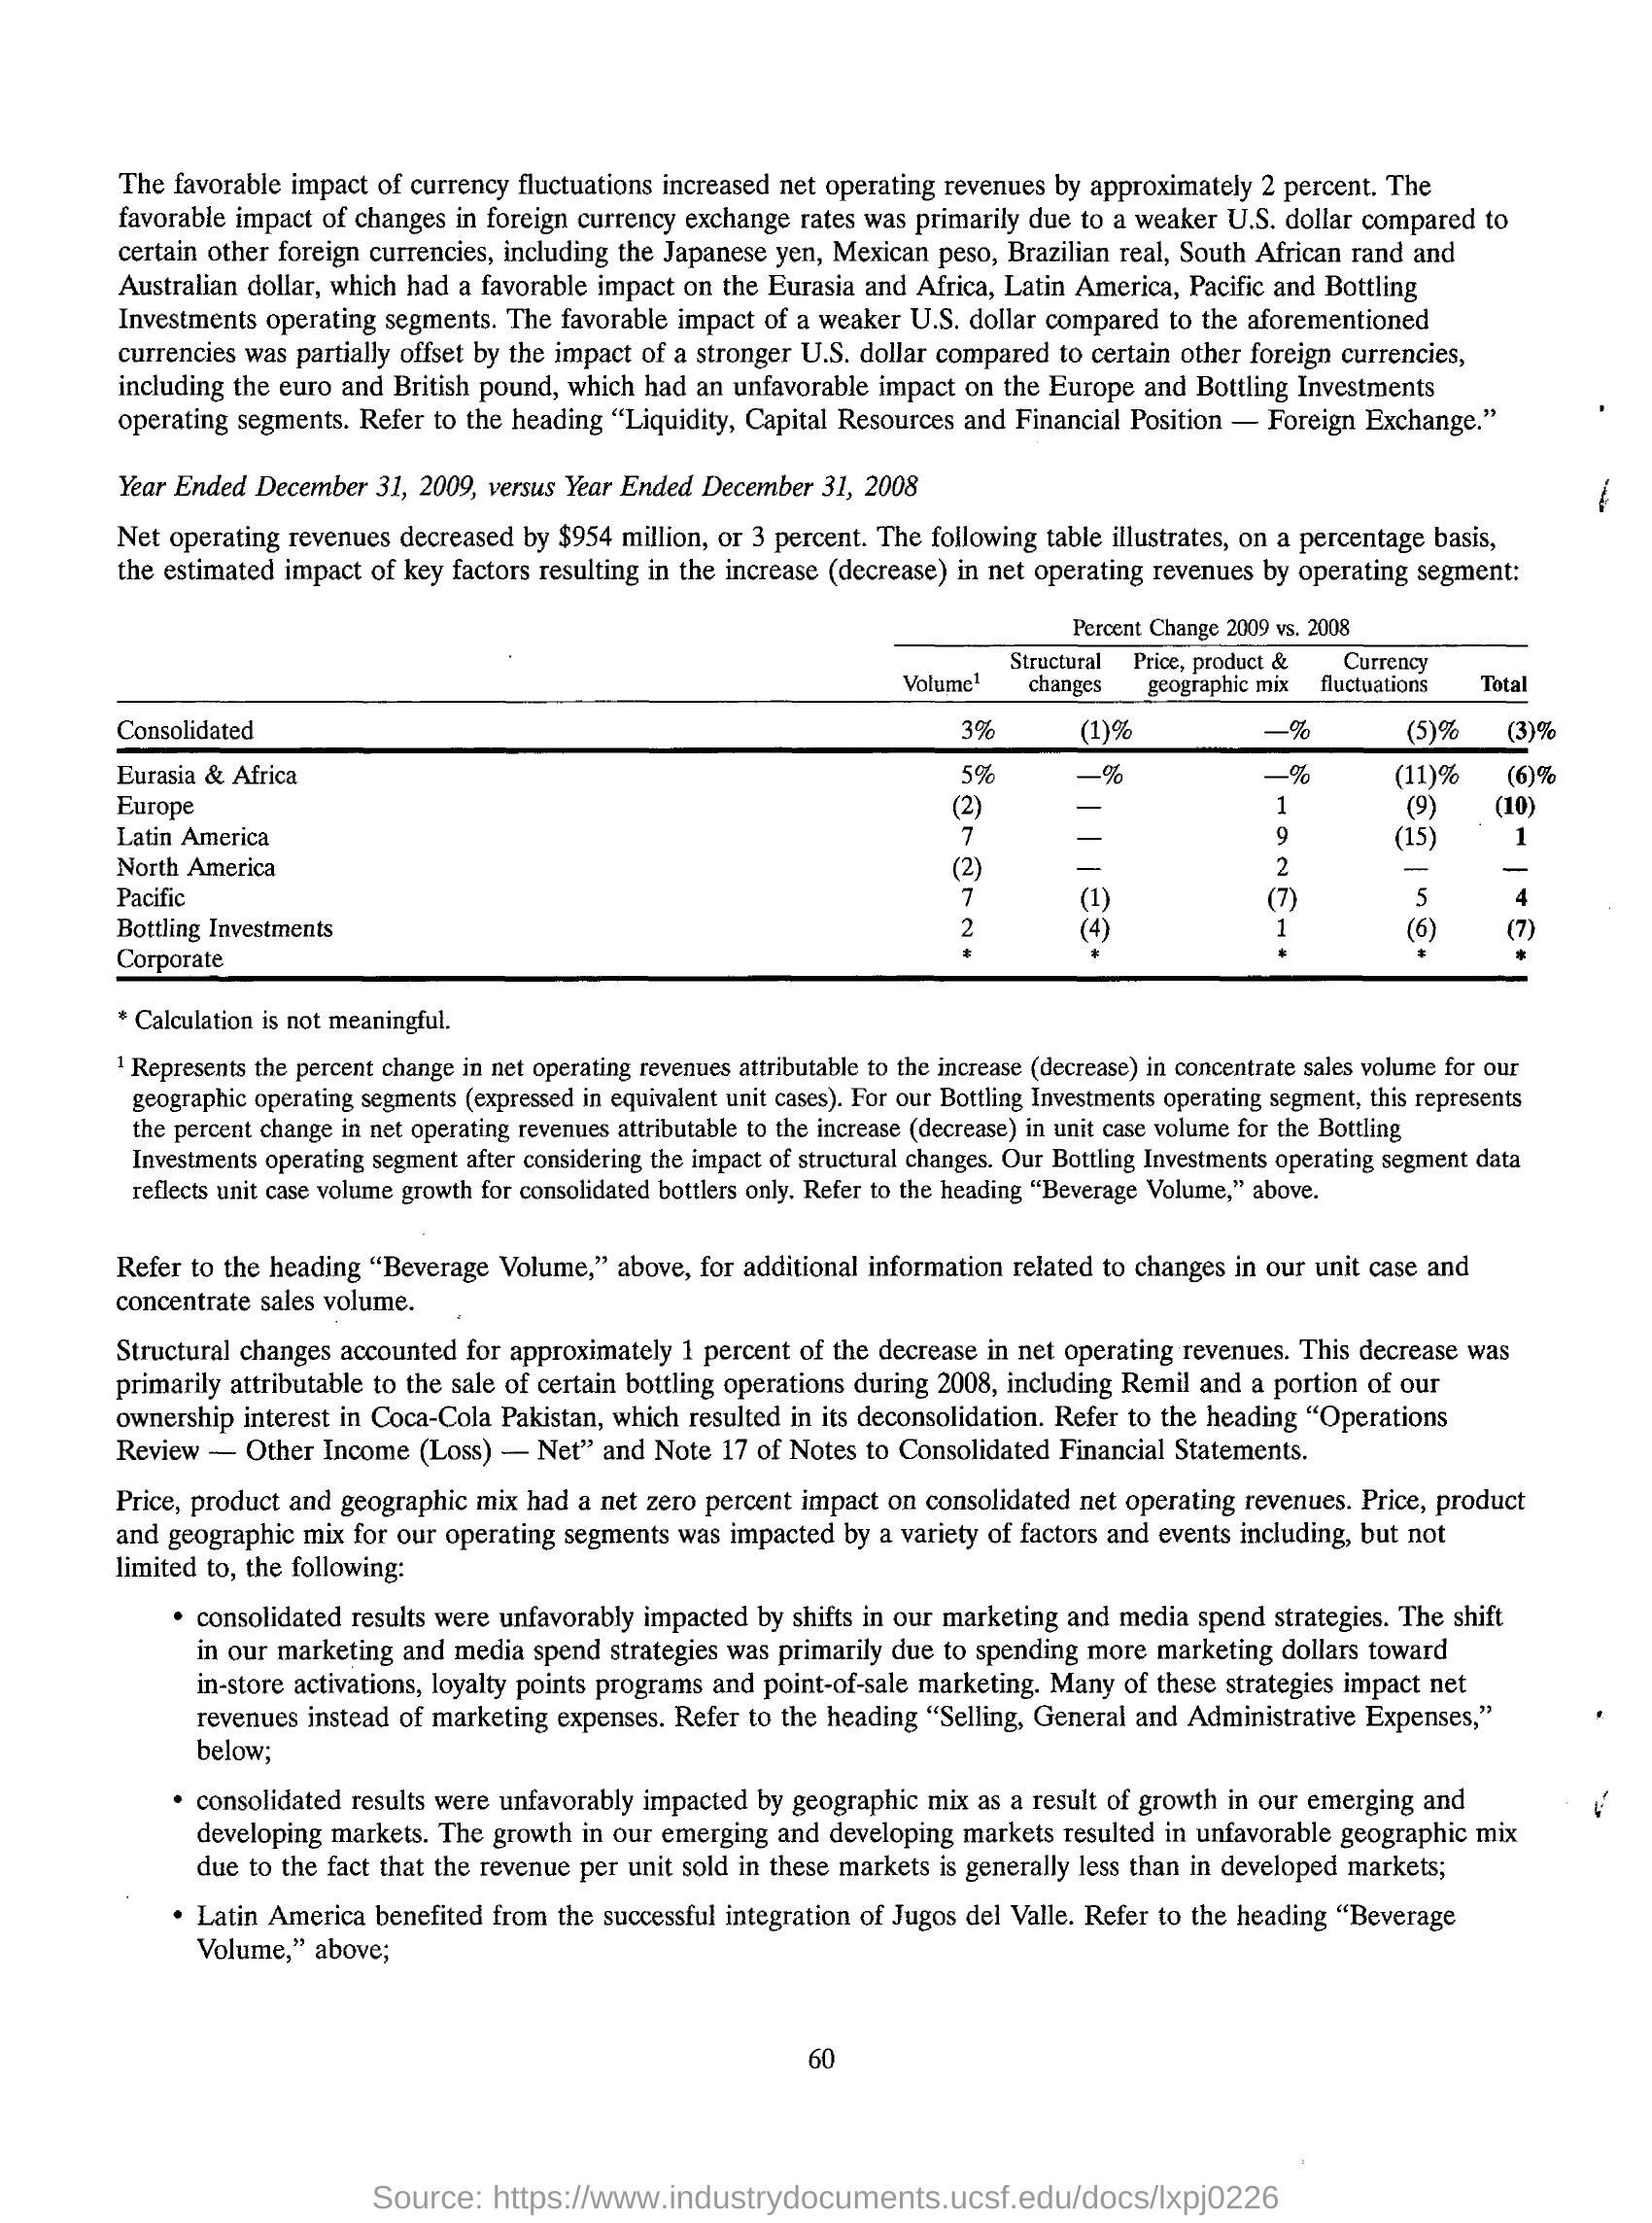 The favorable impact of currency fluctuations increased net operating revenues by approximately 2 percent. The
favorable impact of changes in foreign currency exchange rates was primarily due to a weaker U.S. dollar compared to
certain other foreign currencies, including the Japanese yen, Mexican peso, Brazilian real, South African rand and
Australian dollar, which had a favorable impact on the Eurasia and Africa, Latin America, Pacific and Bottling
Investments operating segments. The favorable impact of a weaker U.S. dollar compared to the aforementioned
currencies was partially offset by the impact of a stronger U.S. dollar compared to certain other foreign currencies,
including the euro and British pound, which had an unfavorable impact on the Europe and Bottling Investments
operating segments. Refer to the heading “Liquidity, Capital Resources and Financial Position — Foreign Exchange.”
Year Ended December 31, 2009, versus Year Ended December 31, 2008
Net operating revenues decreased by $954 million, or 3 percent. The following table illustrates, on a percentage basis,
the estimated impact of key factors resulting in the increase (decrease) in net operating revenues by operating segment:
Percent Change 2009 vs. 2008
Structural Price, product & Currency
Volume¹ changes geographic mix fluctuations Total
Consolidated 3% (1)% —% (5)% (3)%
Eurasia & Africa 5% —% —% (11)% (6)%
Europe (2) — 1 (9) (10)
Latin America 7 — 9 (15) 1
North America (2) — 2 — —
Pacific 7 (1) (7) 5 4
Bottling Investments 2 (4) 1 (6) (7)
Corporate * * * * *
* Calculation is not meaningful.
¹ Represents the percent change in net operating revenues attributable to the increase (decrease) in concentrate sales volume for our
geographic operating segments (expressed in equivalent unit cases). For our Bottling Investments operating segment, this represents
the percent change in net operating revenues attributable to the increase (decrease) in unit case volume for the Bottling
Investments operating segment after considering the impact of structural changes. Our Bottling Investments operating segment data
reflects unit case volume growth for consolidated bottlers only. Refer to the heading “Beverage Volume,” above.
Refer to the heading “Beverage Volume,” above, for additional information related to changes in our unit case and
concentrate sales volume.
Structural changes accounted for approximately 1 percent of the decrease in net operating revenues. This decrease was
primarily attributable to the sale of certain bottling operations during 2008, including Remil and a portion of our
ownership interest in Coca-Cola Pakistan, which resulted in its deconsolidation. Refer to the heading “Operations
Review — Other Income (Loss) — Net” and Note 17 of Notes to Consolidated Financial Statements.
Price, product and geographic mix had a net zero percent impact on consolidated net operating revenues. Price, product
and geographic mix for our operating segments was impacted by a variety of factors and events including, but not
limited to, the following:
• consolidated results were unfavorably impacted by shifts in our marketing and media spend strategies. The shift
in our marketing and media spend strategies was primarily due to spending more marketing dollars toward
in-store activations, loyalty points programs and point-of-sale marketing. Many of these strategies impact net
revenues instead of marketing expenses. Refer to the heading “Selling, General and Administrative Expenses,”
below;
• consolidated results were unfavorably impacted by geographic mix as a result of growth in our emerging and
developing markets. The growth in our emerging and developing markets resulted in unfavorable geographic mix
due to the fact that the revenue per unit sold in these markets is generally less than in developed markets;
• Latin America benefited from the successful integration of Jugos del Valle. Refer to the heading “Beverage
Volume,” above;
60
Source: https://www.industrydocuments.ucsf.edu/docs/lxpj0226